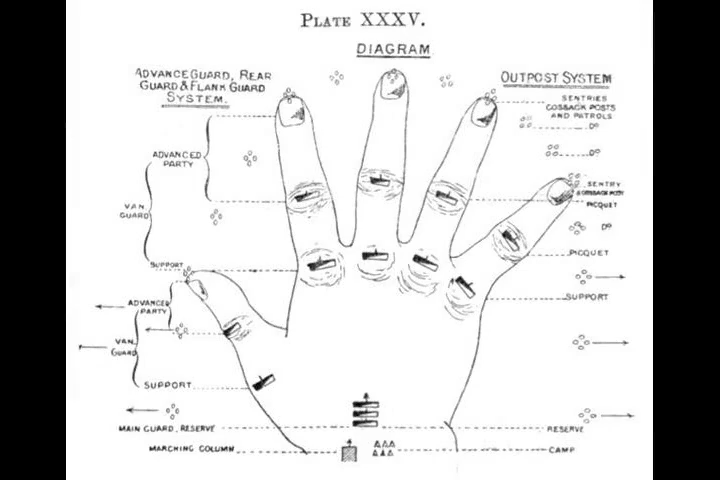 PLATE XXXV.
DIAGRAM
ADVANCE GUARD, REAR
GUARD & FLANK GUARD
SYSTEM.
OUTPOST SYSTEM
SENTRIES
COSSACK POSTS
AND PATROLS
Dº
Dº
ADVANCED
PARTY
VAN
GUARD
SUPPORT
SENTRY
& COSSACK POST
PICQUET
Dº
PICQUET
SUPPORT
ADVANCED
PARTY
VAN
GUARD
SUPPORT
MAIN GUARD, RESERVE
RESERVE
MARCHING COLUMN
CAMP